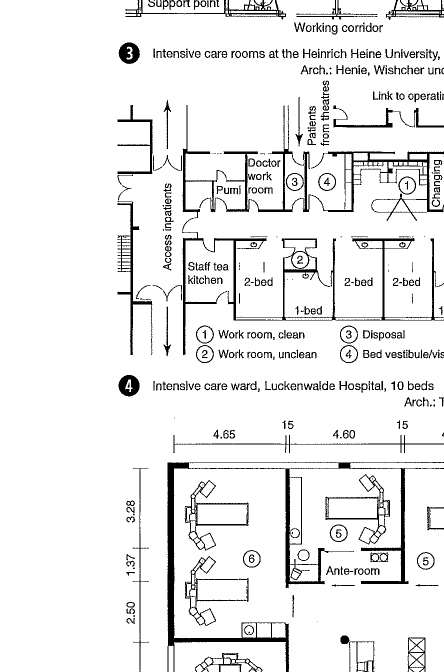 Support point
Working corridor
3 Intensive care rooms at the Heinrich Heine University,
Arch.: Henie, Wishcher und
Patients
from theatres
Link to operati
Access inpatients
Pumi
Doctor
work
room
3
4
1
Changing
Staff tea
kitchen
2-bed
2
1-bed
2-bed
2-bed
1
1 Work room, clean
3 Disposal
2 Work room, unclean
4 Bed vestibule/vis
4 Intensive care ward, Luckenwalde Hospital, 10 beds
Arch.: T
4.65
15
4.60
15
3.28
1.37
2.50
6
5
5
Ante-room